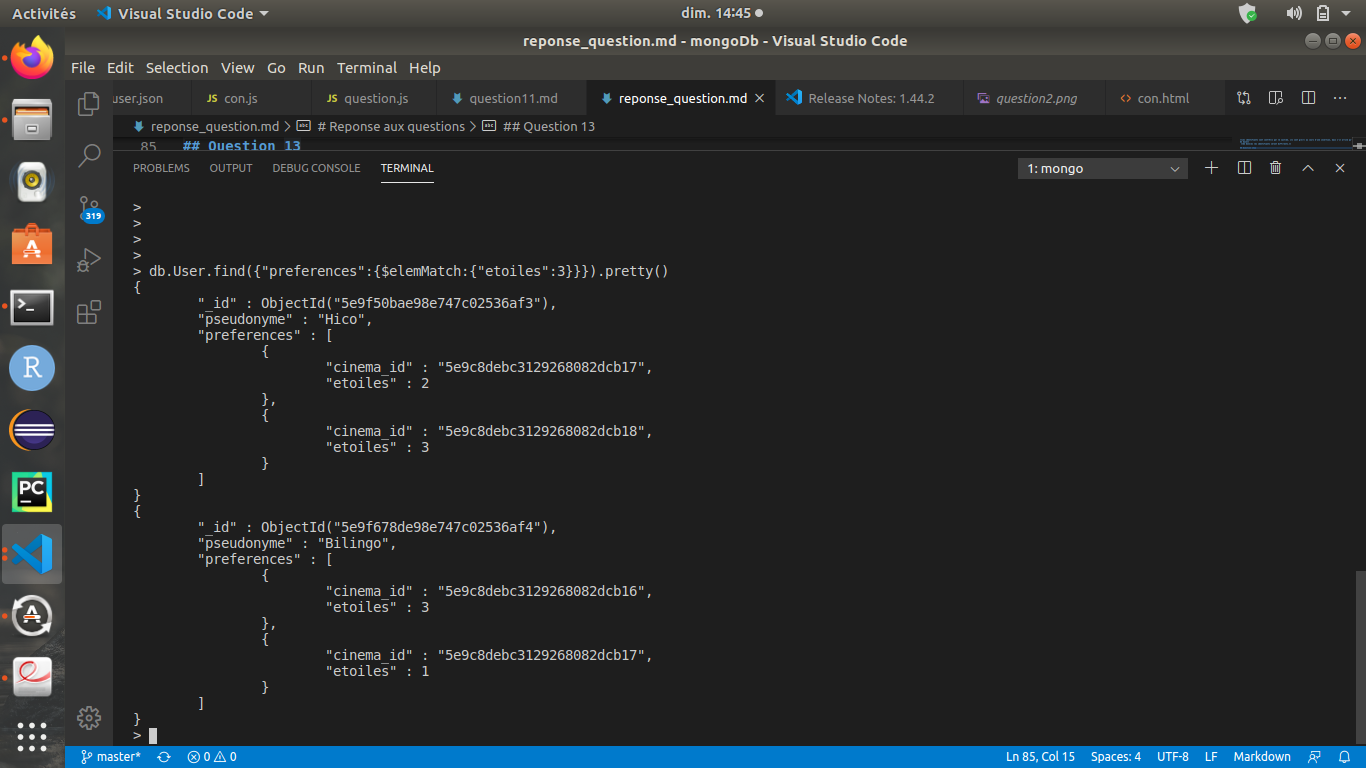 Activités Visual Studio Code dim. 14:45
reponse_question.md - mongoDb - Visual Studio Code
File Edit Selection View Go Run Terminal Help
user.json JS con.js JS question.js question11.md reponse_question.md Release Notes: 1.44.2 question2.png con.html
reponse_question.md > # Reponse aux questions > ## Question 13
85 ## Question 13
PROBLEMS OUTPUT DEBUG CONSOLE TERMINAL 1: mongo
319
>
>
>
>
> db.User.find({"preferences":{$elemMatch:{"etoiles":3}}}).pretty()
{
"_id" : ObjectId("5e9f50bae98e747c02536af3"),
"pseudonyme" : "Hico",
"preferences" : [
{
"cinema_id" : "5e9c8debc3129268082dcb17",
"etoiles" : 2
},
{
"cinema_id" : "5e9c8debc3129268082dcb18",
"etoiles" : 3
}
]
}
{
"_id" : ObjectId("5e9f678de98e747c02536af4"),
"pseudonyme" : "Bilingo",
"preferences" : [
{
"cinema_id" : "5e9c8debc3129268082dcb16",
"etoiles" : 3
},
{
"cinema_id" : "5e9c8debc3129268082dcb17",
"etoiles" : 1
}
]
}
>
R
PC
master* 0 0 Ln 85, Col 15 Spaces: 4 UTF-8 LF Markdown